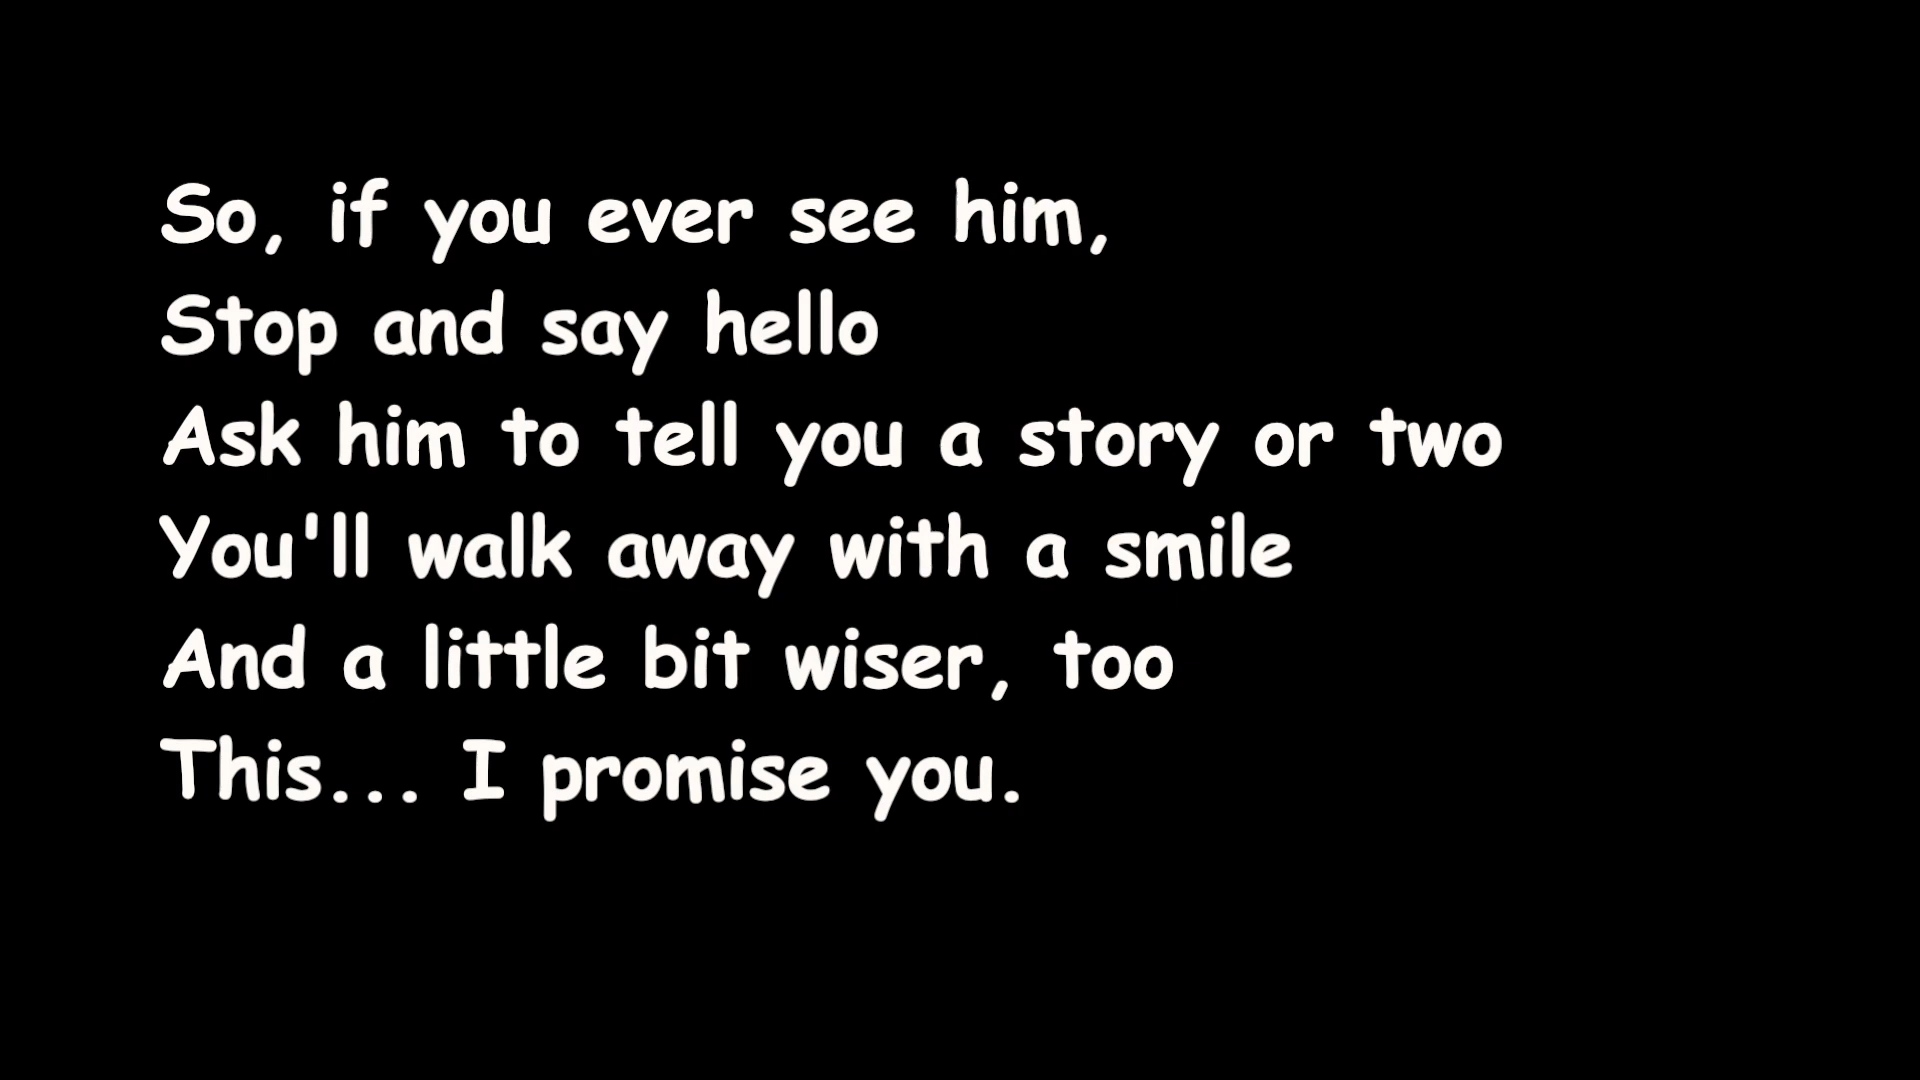 So, if you ever see him,
Stop and say hello
Ask him to tell you a story or two
You'll walk away with a smile
And a little bit wiser, too
This... I promise you.